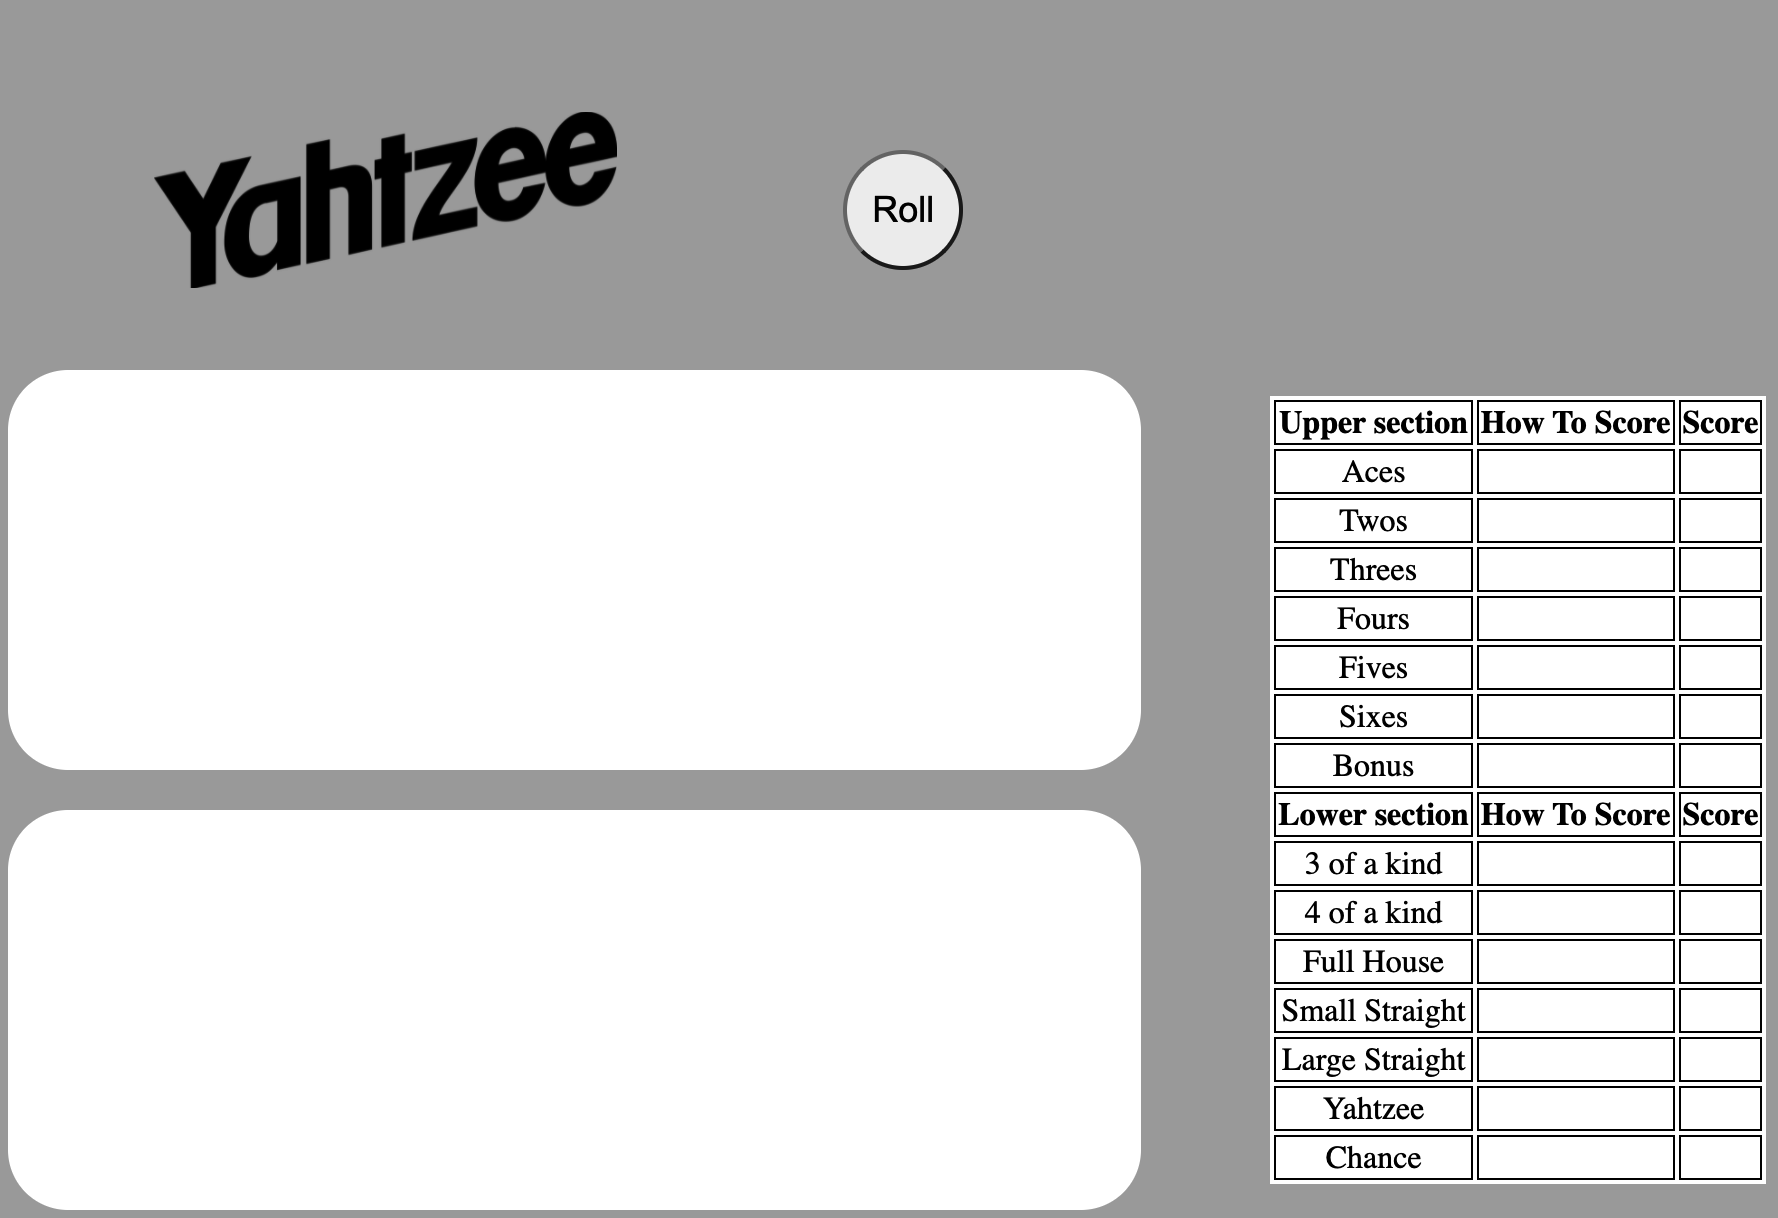 Yahtzee
Roll
Upper section How To Score Score
Aces
Twos
Threes
Fours
Fives
Sixes
Bonus
Lower section How To Score Score
3 of a kind
4 of a kind
Full House
Small Straight
Large Straight
Yahtzee
Chance